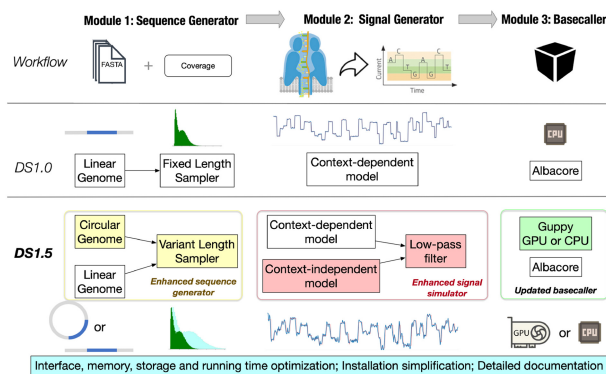 Module 1: Sequence Generator
Module 2: Signal Generator
Module 3: Basecaller
Workflow
FASTA
+
Coverage
Current
A
C
T
G
A
G
C
T
Time
DS1.0
Linear
Genome
Fixed Length
Sampler
Context-dependent
model
CPU
Albacore
DS1.5
Circular
Genome
Linear
Genome
Variant Length
Sampler
Enhanced sequence
generator
Context-dependent
model
Context-independent
model
Low-pass
filter
Enhanced signal
simulator
Guppy
GPU or CPU
Albacore
Updated basecaller
or
GPU
or
CPU
Interface, memory, storage and running time optimization; Installation simplification; Detailed documentation